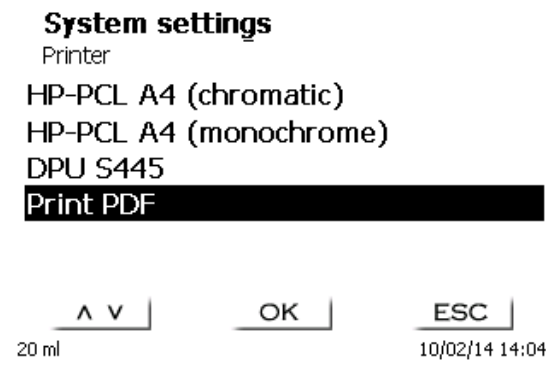 System settings
Printer
HP-PCL A4 (chromatic)
HP-PCL A4 (monochrome)
DPU S445
Print PDF
∧ ∨ OK ESC
20 ml 10/02/14 14:04